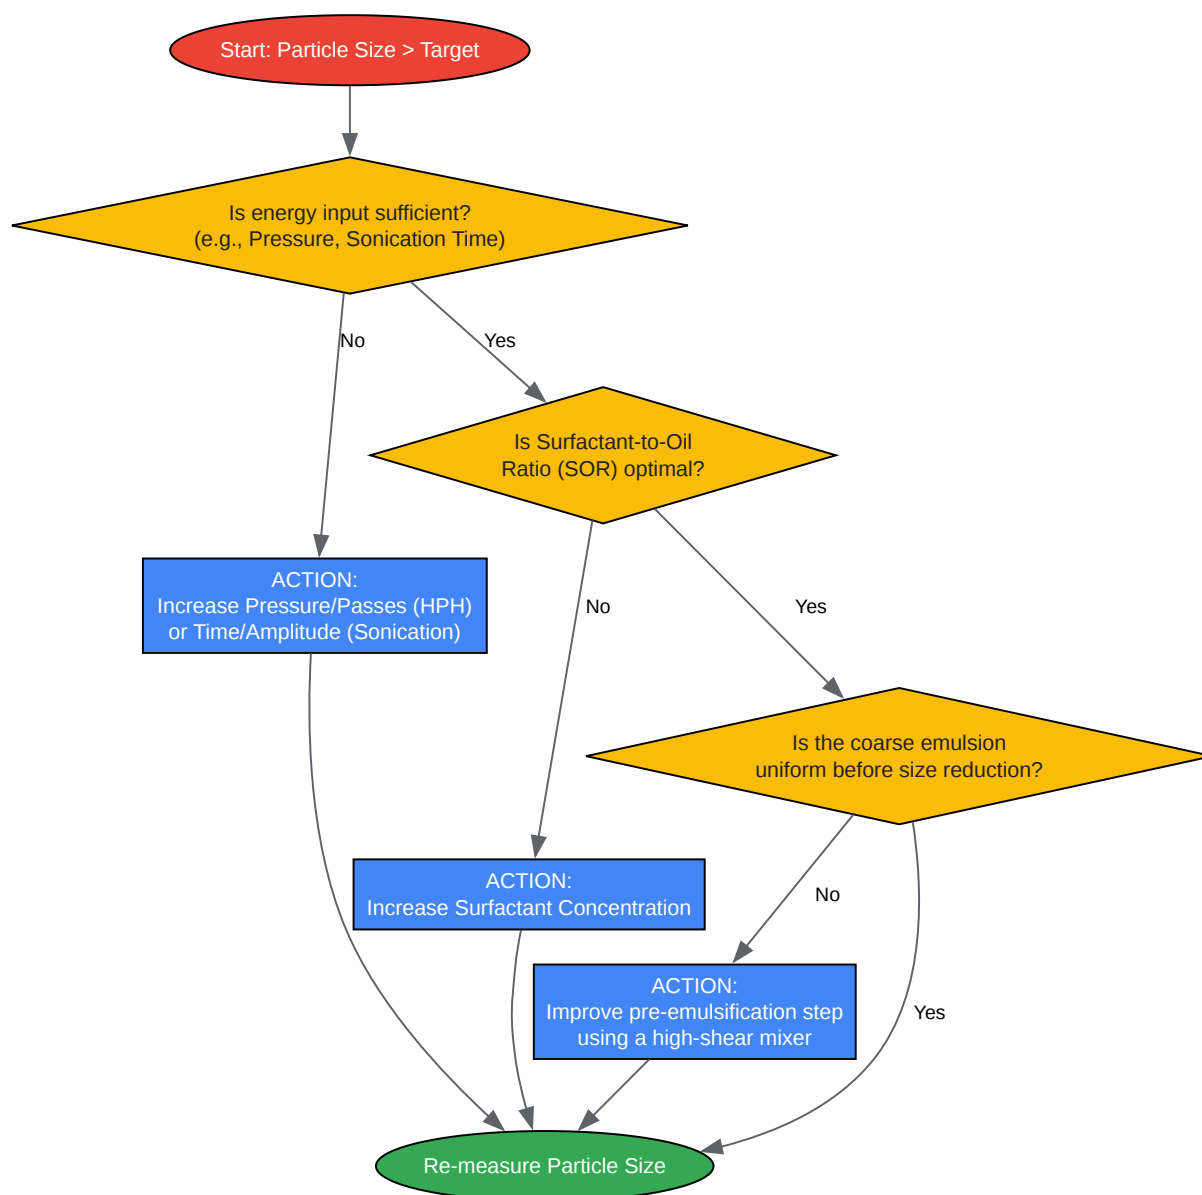 Start: Particle Size > Target
Is energy input sufficient?
(e.g., Pressure, Sonication Time)
No
Yes
Is Surfactant-to-Oil
Ratio (SOR) optimal?
ACTION:
Increase Pressure/Passes (HPH)
or Time/Amplitude (Sonication)
No
Yes
Is the coarse emulsion
uniform before size reduction?
ACTION:
Increase Surfactant Concentration
No
Yes
ACTION:
Improve pre-emulsification step
using a high-shear mixer
Re-measure Particle Size